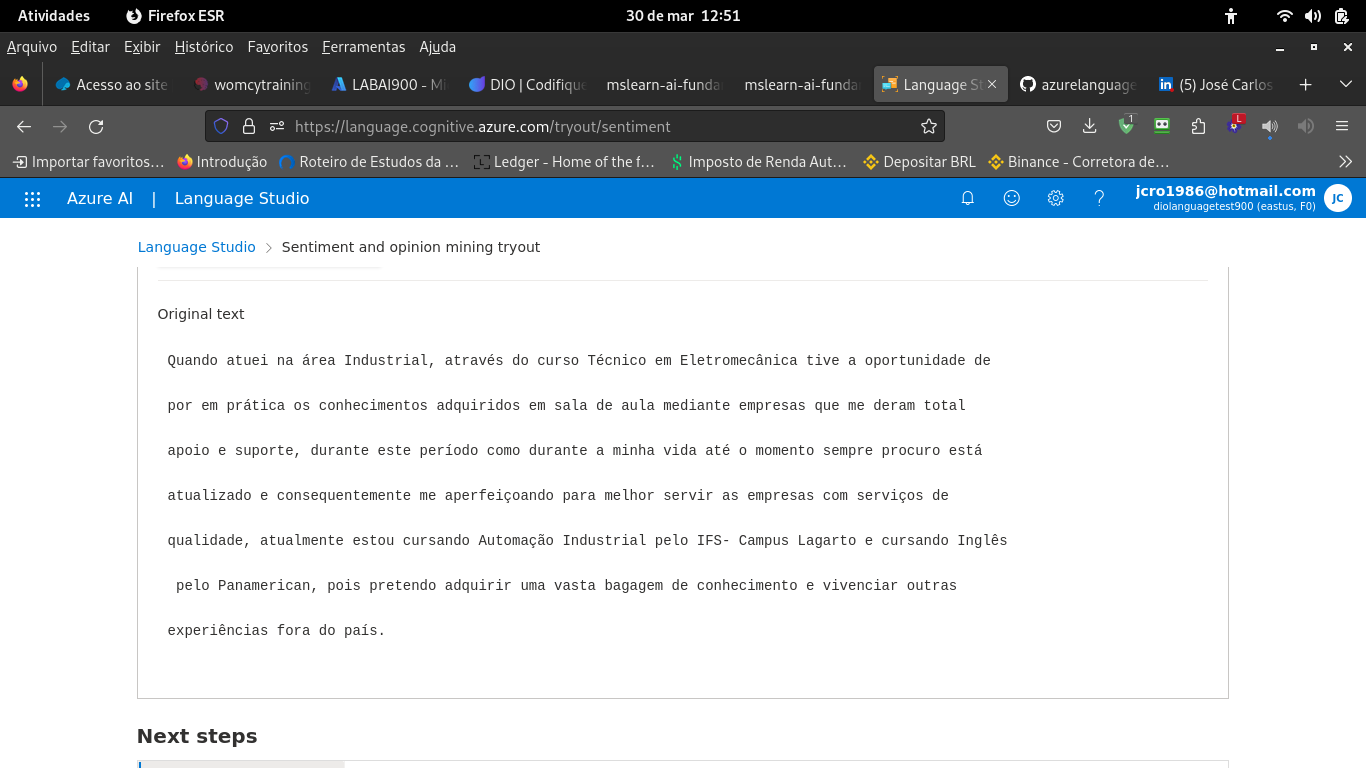 Atividades Firefox ESR 30 de mar 12:51
Arquivo Editar Exibir Histórico Favoritos Ferramentas Ajuda
Acesso ao site womcytraining LABAI900 - Mi DIO | Codifique mslearn-ai-funda mslearn-ai-funda Language St azurelanguage (5) José Carlos
https://language.cognitive.azure.com/tryout/sentiment 1 L
Importar favoritos… Introdução Roteiro de Estudos da … Ledger - Home of the f… Imposto de Renda Aut… Depositar BRL Binance - Corretora de…
Azure AI | Language Studio jcro1986@hotmail.com JC
diolanguagetest900 (eastus, F0)
Language Studio > Sentiment and opinion mining tryout
Original text
Quando atuei na área Industrial, através do curso Técnico em Eletromecânica tive a oportunidade de
por em prática os conhecimentos adquiridos em sala de aula mediante empresas que me deram total
apoio e suporte, durante este período como durante a minha vida até o momento sempre procuro está
atualizado e consequentemente me aperfeiçoando para melhor servir as empresas com serviços de
qualidade, atualmente estou cursando Automação Industrial pelo IFS- Campus Lagarto e cursando Inglês
pelo Panamerican, pois pretendo adquirir uma vasta bagagem de conhecimento e vivenciar outras
experiências fora do país.
Next steps